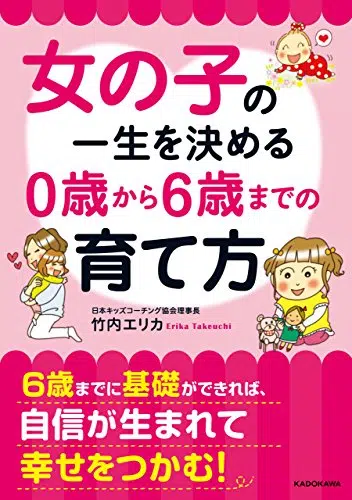 女の子の
一生を決める
0歳から6歳までの
育て方
日本キッズコーチング協会理事長
竹内エリカ Erika Takeuchi
6歳までに基礎ができれば、
自信が生まれて
幸せをつかむ!
KADOKAWA